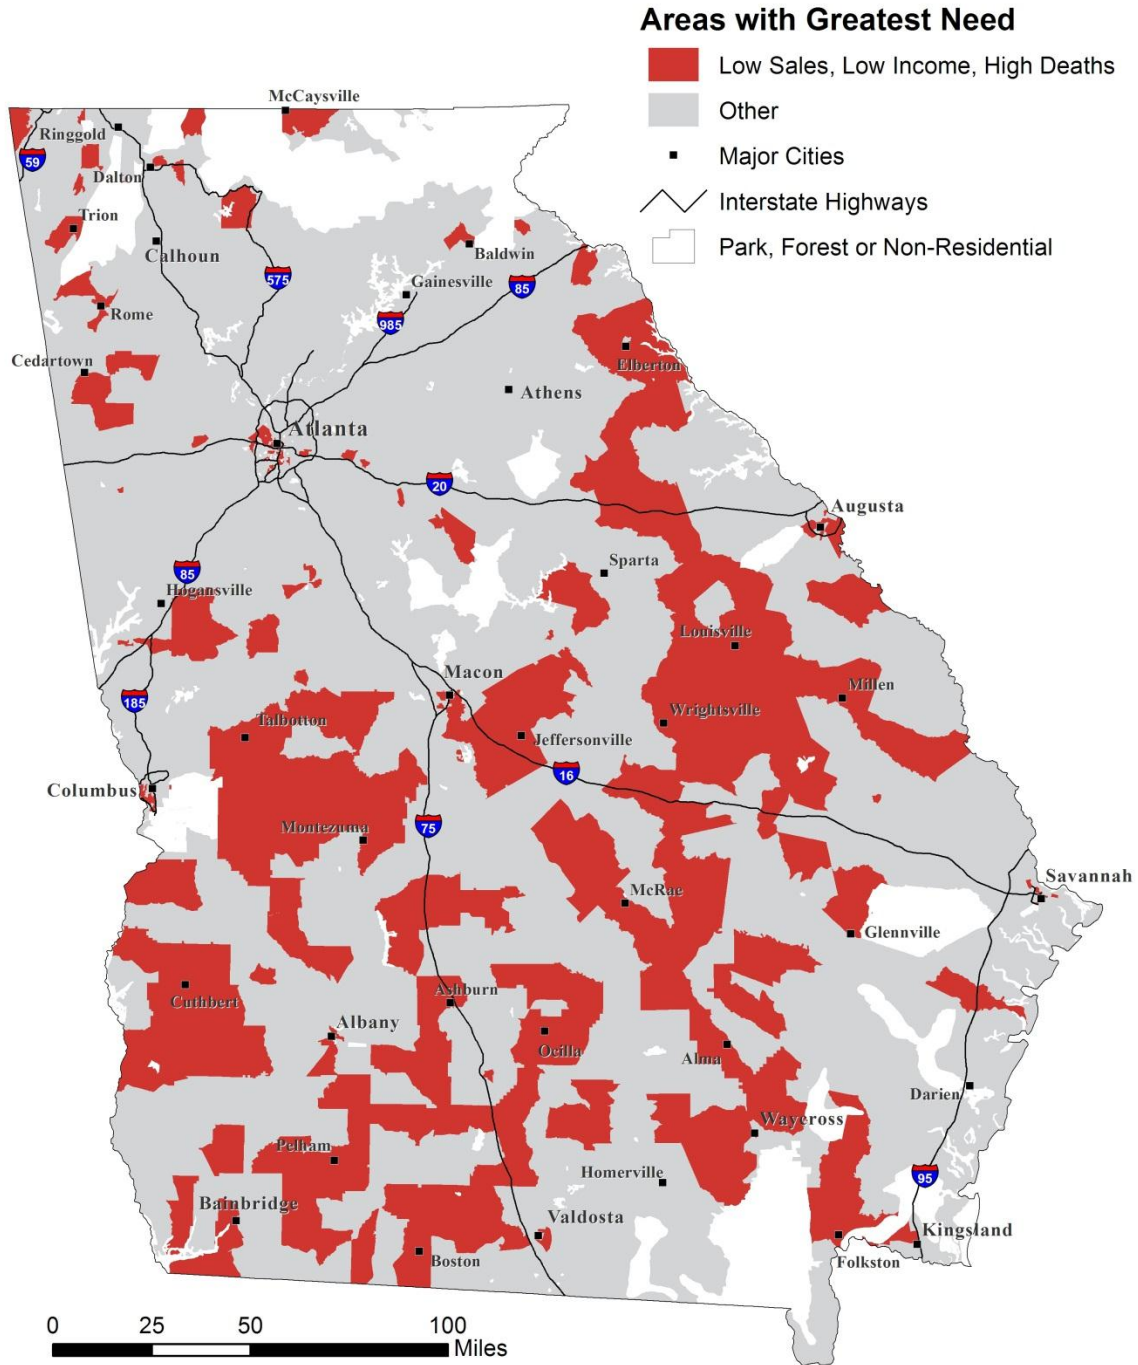 Areas with Greatest Need
Low Sales, Low Income, High Deaths
Other
Major Cities
Interstate Highways
Park, Forest or Non-Residential
McCaysville
Ringgold
59
Dalton
Trion
Calhoun
Baldwin
575
Gainesville
85
985
Rome
Cedartown
Elberton
Athens
Atlanta
20
Augusta
Sparta
85
Hogansville
Louisville
Macon
Millen
185
Talbotton
Wrightsville
Jeffersonville
16
Columbus
Montezuma
75
McRae
Savannah
Glennville
Cuthbert
Ashburn
Albany
Ocilla
Alma
Darien
Waycross
Pelham
Homerville
95
Bainbridge
Valdosta
Kingsland
Boston
Folkston
0 25 50 100
Miles